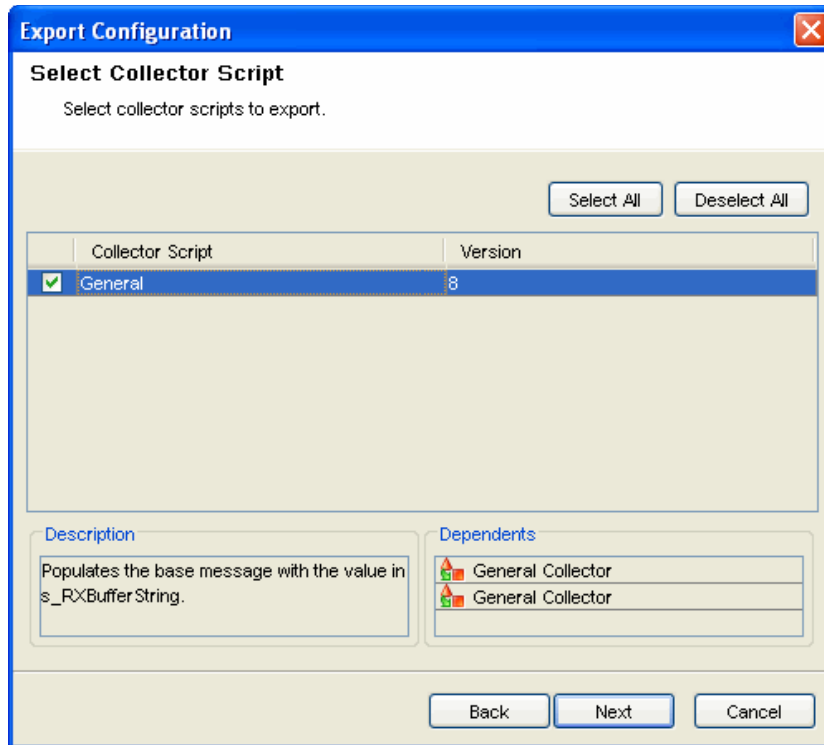 Export Configuration
Select Collector Script
Select collector scripts to export.
Select All Deselect All
Collector Script Version
General 8
Description Dependents
Populates the base message with the value in
s_RXBufferString.
General Collector
General Collector
Back Next Cancel